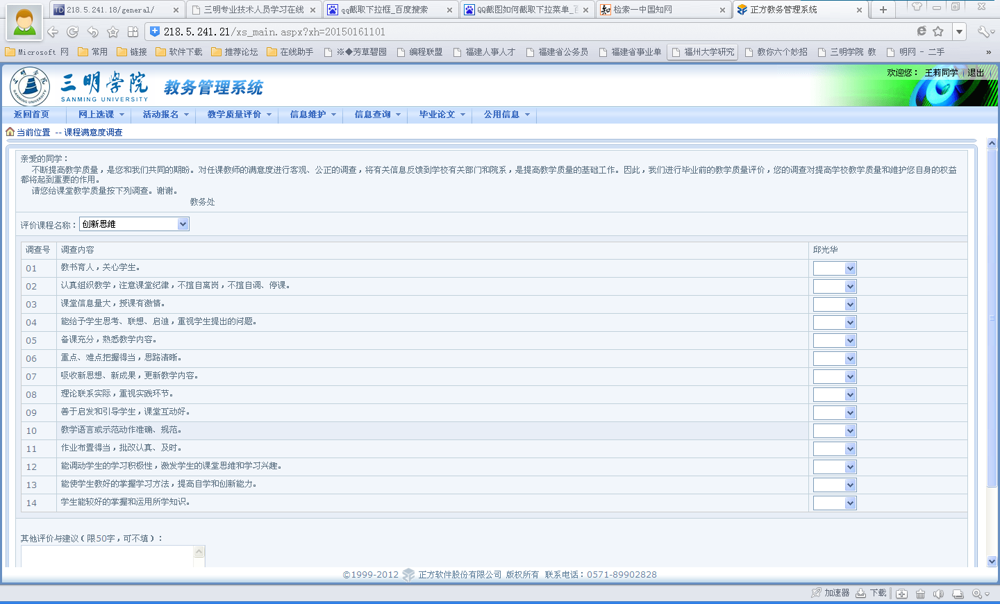 218.5.241.18/general/
三明专业技术人员学习在线
qq截取下拉框_百度搜索
QQ截图如何截取下拉菜单_百
检索—中国知网
正方教务管理系统
218.5.241.21/xs_main.aspx?xh=20150161101
Microsoft 网
常用
链接
软件下载
推荐论坛
在线助手
※◆芳草碧园
编程联盟
福建人事人才
福建省公务员
福建省事业单
福州大学研究
教你六个妙招
三明学院 教
明网 - 二手
»
三明学院
SANMING UNIVERSITY
教务管理系统
欢迎您： 王莉同学 退出
返回首页 网上选课 活动报名 教学质量评价 信息维护 信息查询 毕业论文 公用信息
当前位置 -- 课程满意度调查
亲爱的同学：
不断提高教学质量，是您和我们共同的期盼。对任课教师的满意度进行客观、公正的调查，将有关信息反馈到学校有关部门和院系，是提高教学质量的基础工作。因此，我们进行毕业前的教学质量评价，您的调查对提高学校教学质量和维护您自身的权益
都将起到重要的作用。
请您给课堂教学质量按下列调查。谢谢。
教务处
评价课程名称： 创新思维
调查号 调查内容 邱光华
01 教书育人，关心学生。
02 认真组织教学，注意课堂纪律，不擅自离岗，不擅自调、停课。
03 课堂信息量大，授课有激情。
04 能给予学生思考、联想、启迪，重视学生提出的问题。
05 备课充分，熟悉教学内容。
06 重点、难点把握得当，思路清晰。
07 吸收新思想、新成果，更新教学内容。
08 理论联系实际，重视实践环节。
09 善于启发和引导学生，课堂互动好。
10 教学语言或示范动作准确、规范。
11 作业布置得当，批改认真、及时。
12 能调动学生的学习积极性，激发学生的课堂思维和学习兴趣。
13 能使学生教好的掌握学习方法，提高自学和创新能力。
14 学生能较好的掌握和运用所学知识。
其他评价与建议（限50字，可不填）：
©1999-2012 正方软件股份有限公司 版权所有 联系电话：0571-89902828
加速器 下载